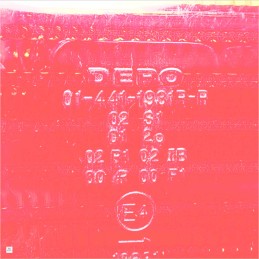 DEPO
01-441-1931R-R
02 S1
01 2a
02 R1 02 IB
00 AR 00 F1
E4